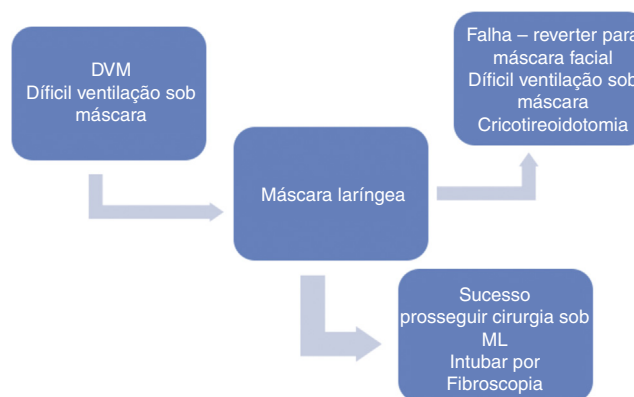 DVM
Díficil ventilação sob
máscara
Máscara laríngea
Falha – reverter para
máscara facial
Díficil ventilação sob
máscara
Cricotireoidotomia
Sucesso
prosseguir cirurgia sob
ML
Intubar por
Fibroscopia